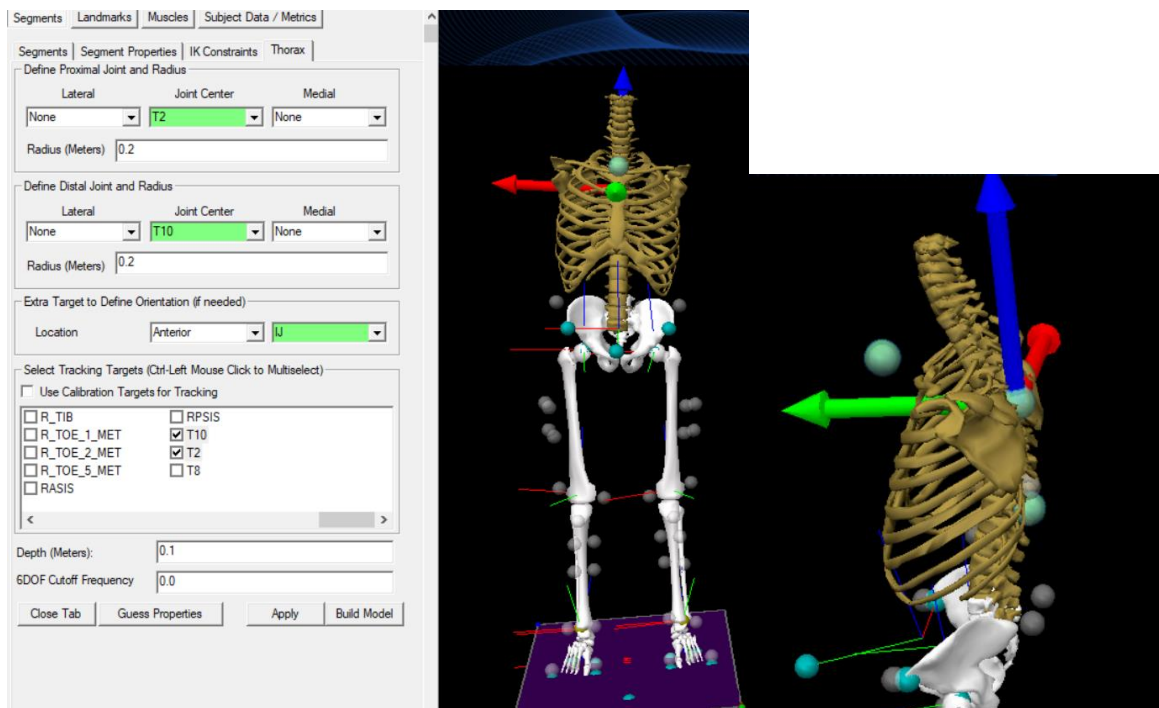 Segments Landmarks Muscles Subject Data / Metrics
Segments Segment Properties IK Constraints Thorax
Define Proximal Joint and Radius
Lateral Joint Center Medial
None T2 None
Radius (Meters) 0.2
Define Distal Joint and Radius
Lateral Joint Center Medial
None T10 None
Radius (Meters) 0.2
Extra Target to Define Orientation (if needed)
Location Anterior IJ
Select Tracking Targets (Ctrl-Left Mouse Click to Multiselect)
Use Calibration Targets for Tracking
R_TIB RPSIS
R_TOE_1_MET T10
R_TOE_2_MET T2
R_TOE_5_MET T8
RASIS
Depth (Meters): 0.1
6DOF Cutoff Frequency 0.0
Close Tab Guess Properties Apply Build Model